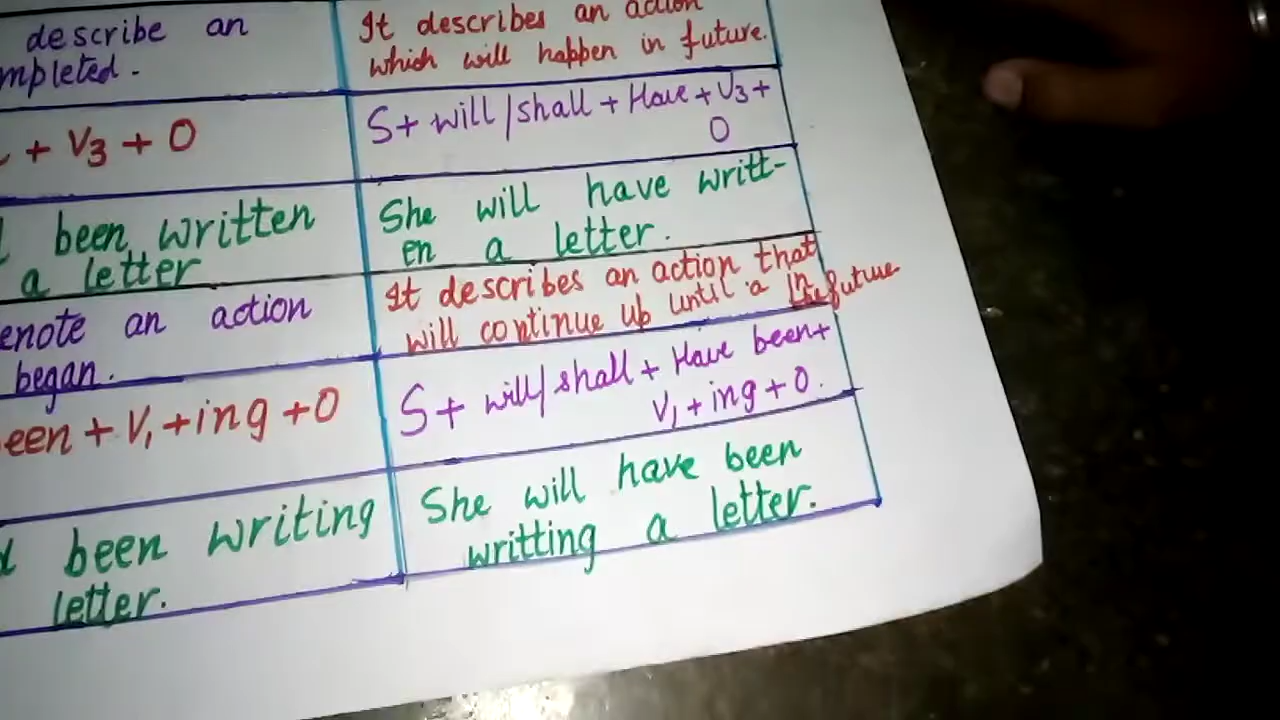 describe an
mpleted.
It describes an action
which will happen in future.
+ V3 + O
S+ will/shall + Have + V3 +
O
been written
a letter
She will have writt-
en a letter.
enote an action
began.
It describes an action that
will continue up until a in
the future
een + V1 + ing + O
S + will/shall + Have been +
V1 + ing + O.
been writing
letter.
She will have been
writting a letter.